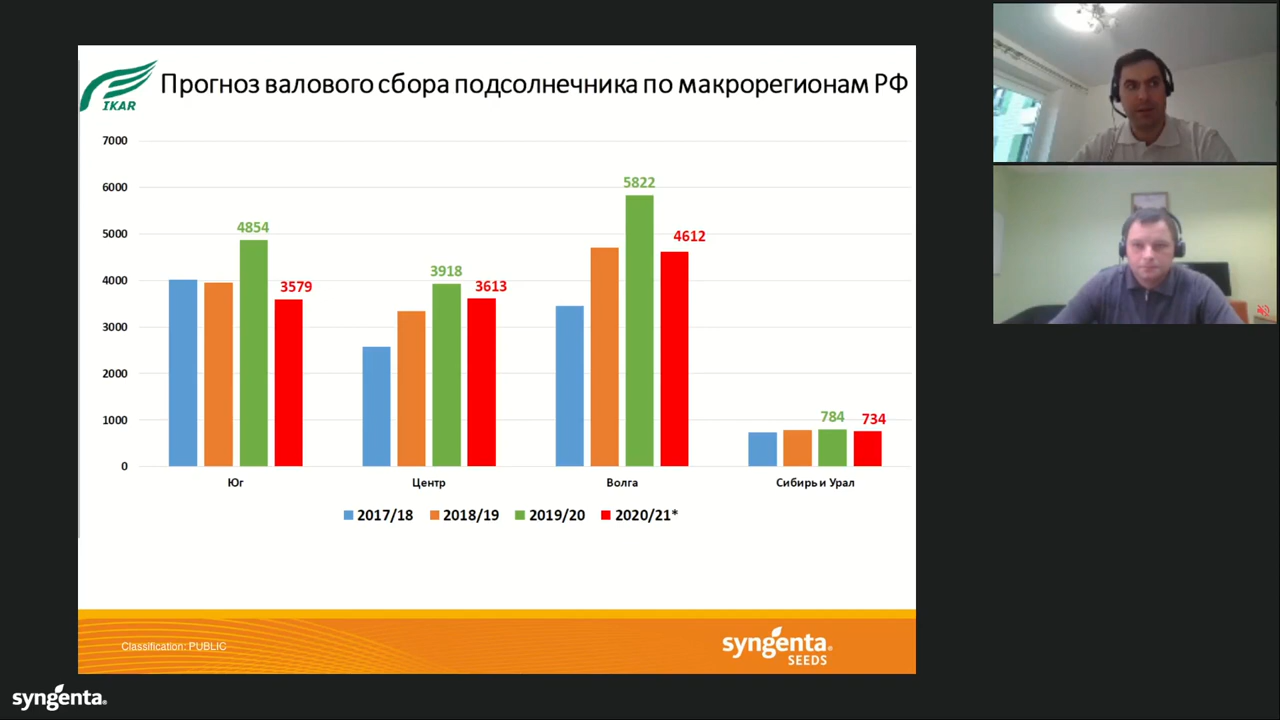 IKAR
Прогноз валового сбора подсолнечника по макрорегионам РФ
7000
6000
5000
4000
3000
2000
1000
0
4854
3579
3918
3613
5822
4612
784
734
Юг
Центр
Волга
Сибирь и Урал
2017/18
2018/19
2019/20
2020/21*
Classification: PUBLIC
syngenta®
SEEDS
syngenta®